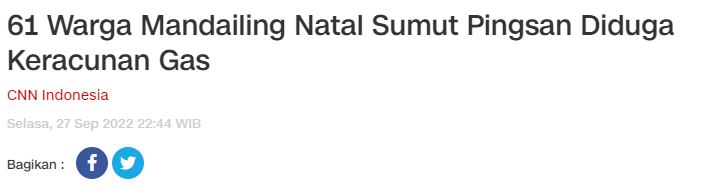 61 Warga Mandailing Natal Sumut Pingsan Diduga
Keracunan Gas
CNN Indonesia
Selasa, 27 Sep 2022 22:44 WIB
Bagikan :